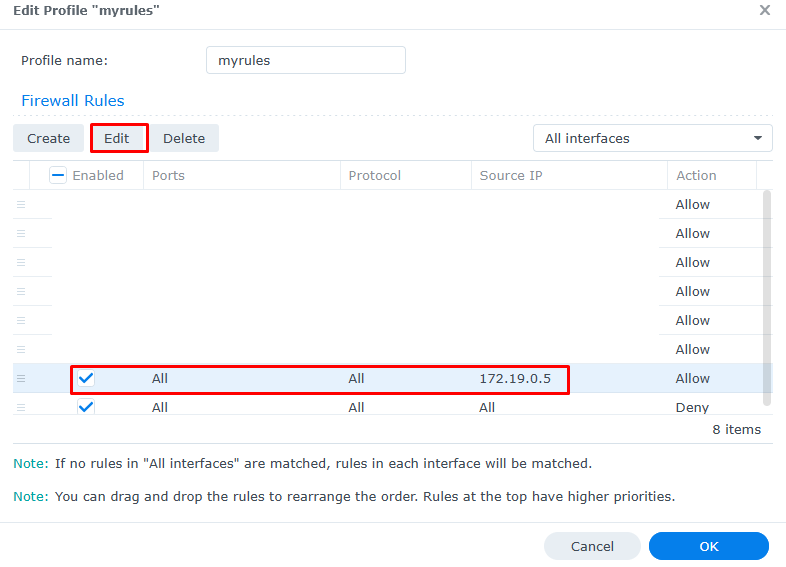 Edit Profile "myrules"
Profile name: myrules
Firewall Rules
Create Edit Delete All interfaces
Enabled Ports Protocol Source IP Action
Allow
Allow
Allow
Allow
Allow
Allow
All All 172.19.0.5 Allow
All All All Deny
8 items
Note: If no rules in "All interfaces" are matched, rules in each interface will be matched.
Note: You can drag and drop the rules to rearrange the order. Rules at the top have higher priorities.
Cancel OK